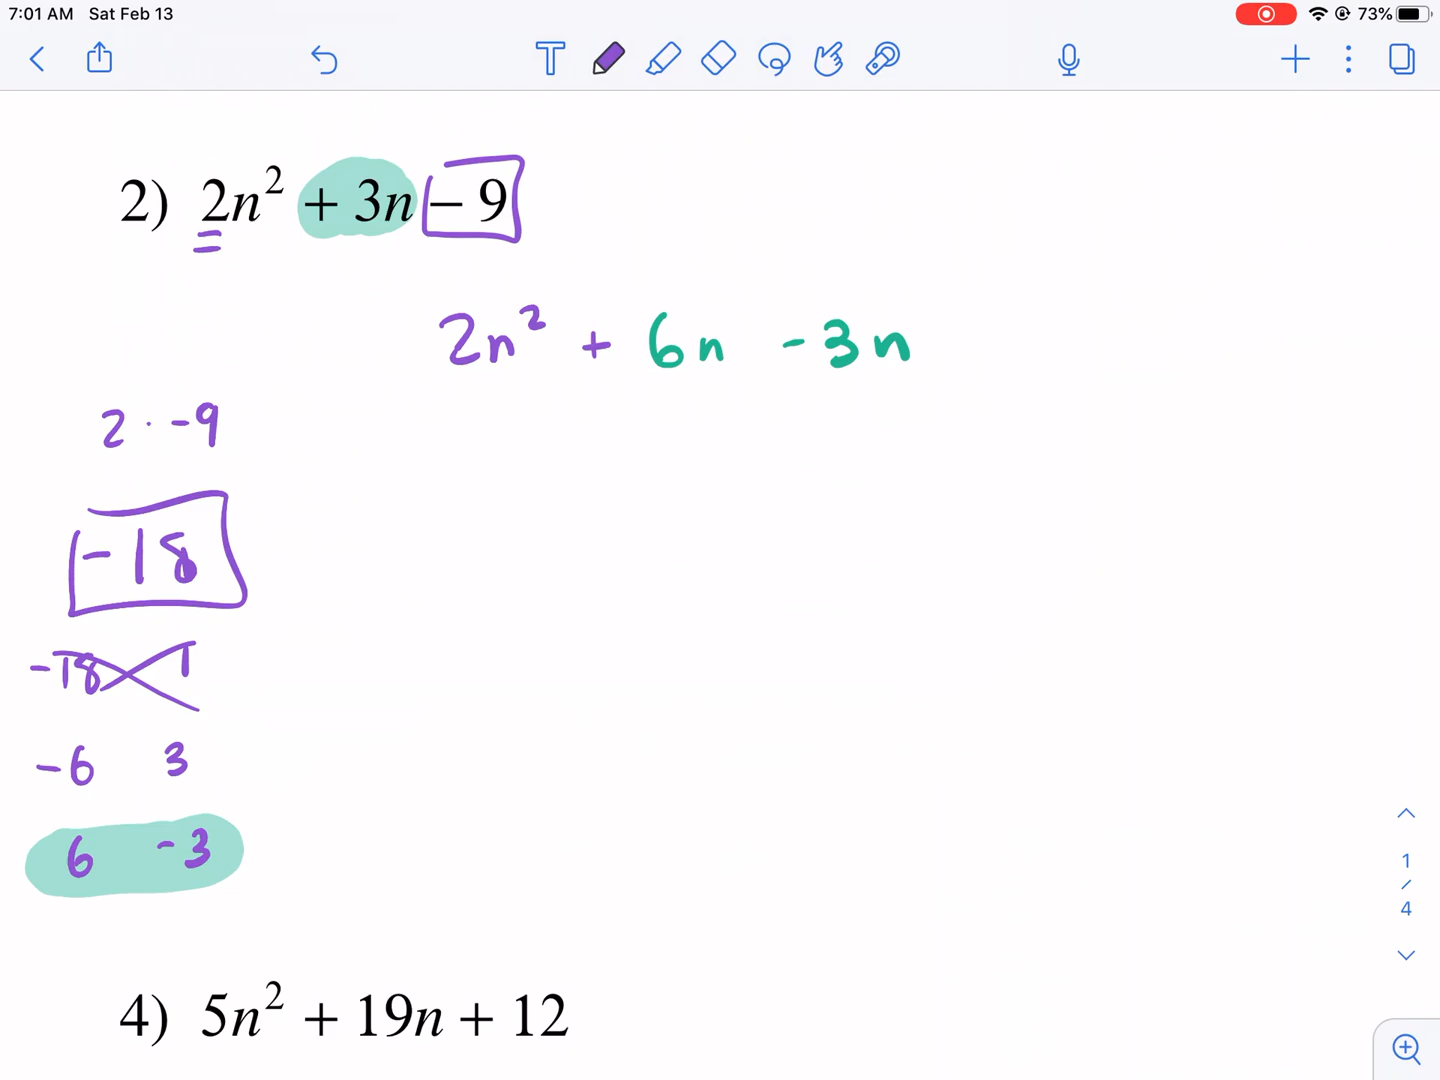 7:01 AM Sat Feb 13 73%
T
2) 2n² + 3n − 9
2n² + 6n - 3n
2 · -9
-18
-18 1
-6 3
6 -3
1
/
4
4) 5n² + 19n + 12